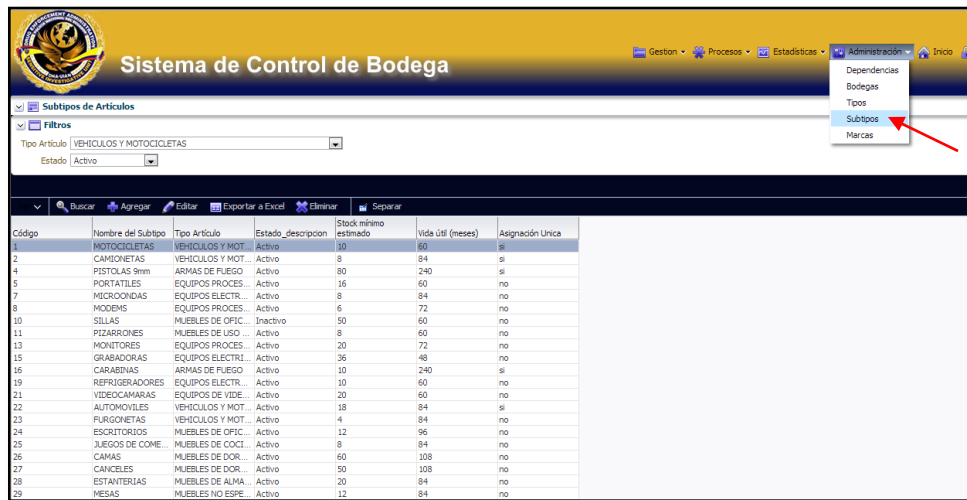 Gestion Procesos Estadísticas Administración Inicio
Sistema de Control de Bodega
Dependencias
Bodegas
Tipos
Subtipos
Marcas
Subtipos de Artículos
Filtros
Tipo Artículo VEHICULOS Y MOTOCICLETAS
Estado Activo
Buscar Agregar Editar Exportar a Excel Eliminar Separar
Código Nombre del Subtipo Tipo Artículo Estado_descripcion Stock mínimo estimado Vida útil (meses) Asignación Unica
1 MOTOCICLETAS VEHICULOS Y MOT... Activo 10 60 si
2 CAMIONETAS VEHICULOS Y MOT... Activo 8 84 si
4 PISTOLAS 9mm ARMAS DE FUEGO Activo 80 240 si
5 PORTATILES EQUIPOS PROCES... Activo 16 60 no
7 MICROONDAS EQUIPOS ELECTR... Activo 8 84 no
8 MODEMS EQUIPOS PROCES... Activo 6 72 no
10 SILLAS MUEBLES DE OFIC... Inactivo 50 60 no
11 PIZARRONES MUEBLES DE USO ... Activo 8 60 no
13 MONITORES EQUIPOS PROCES... Activo 20 72 no
15 GRABADORAS EQUIPOS ELECTRI... Activo 36 48 no
16 CARABINAS ARMAS DE FUEGO Activo 10 240 si
19 REFRIGERADORES EQUIPOS ELECTR... Activo 10 60 no
21 VIDEOCAMARAS EQUIPOS DE VIDE... Activo 20 60 no
22 AUTOMOVILES VEHICULOS Y MOT... Activo 18 84 si
23 FURGONETAS VEHICULOS Y MOT... Activo 4 84 no
24 ESCRITORIOS MUEBLES DE OFIC... Activo 12 96 no
25 JUEGOS DE COME... MUEBLES DE COCI... Activo 8 84 no
26 CAMAS MUEBLES DE DOR... Activo 60 108 no
27 CANCELES MUEBLES DE DOR... Activo 50 108 no
28 ESTANTERIAS MUEBLES DE ALMA... Activo 20 84 no
29 MESAS MUEBLES NO ESPE... Activo 12 84 no